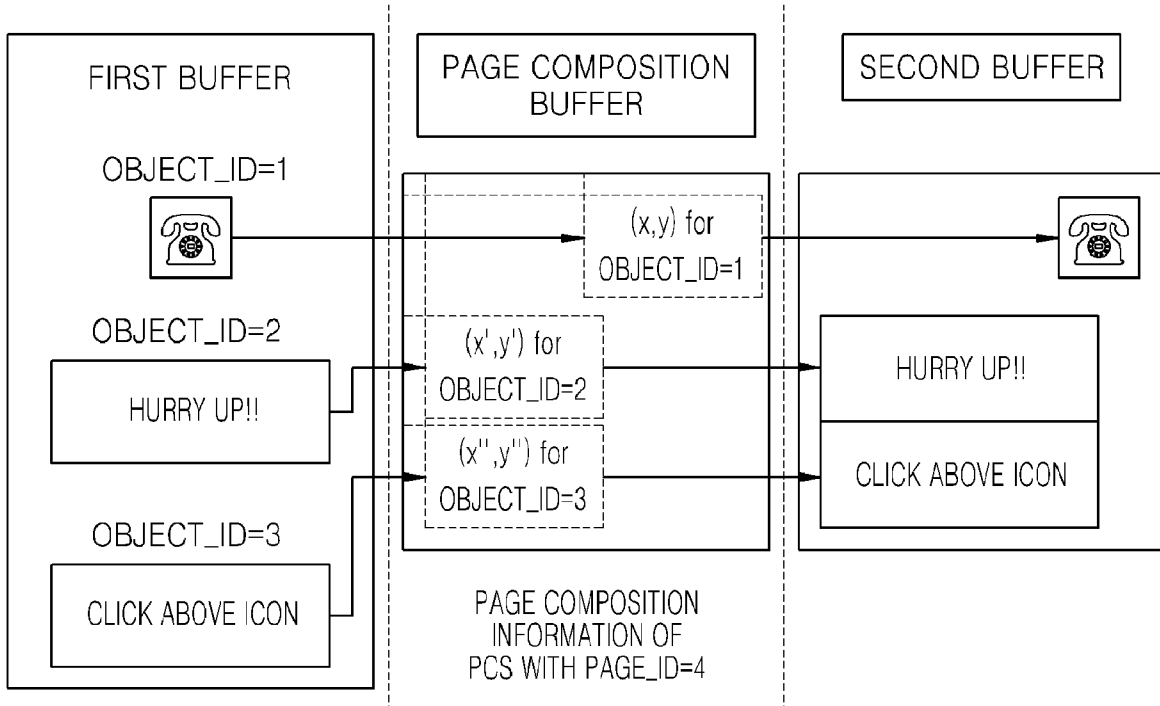 FIRST BUFFER
OBJECT_ID=1
OBJECT_ID=2
HURRY UP!!
OBJECT_ID=3
CLICK ABOVE ICON
PAGE COMPOSITION
BUFFER
(x,y) for
OBJECT_ID=1
(x',y') for
OBJECT_ID=2
(x",y") for
OBJECT_ID=3
PAGE COMPOSITION
INFORMATION OF
PCS WITH PAGE_ID=4
SECOND BUFFER
HURRY UP!!
CLICK ABOVE ICON